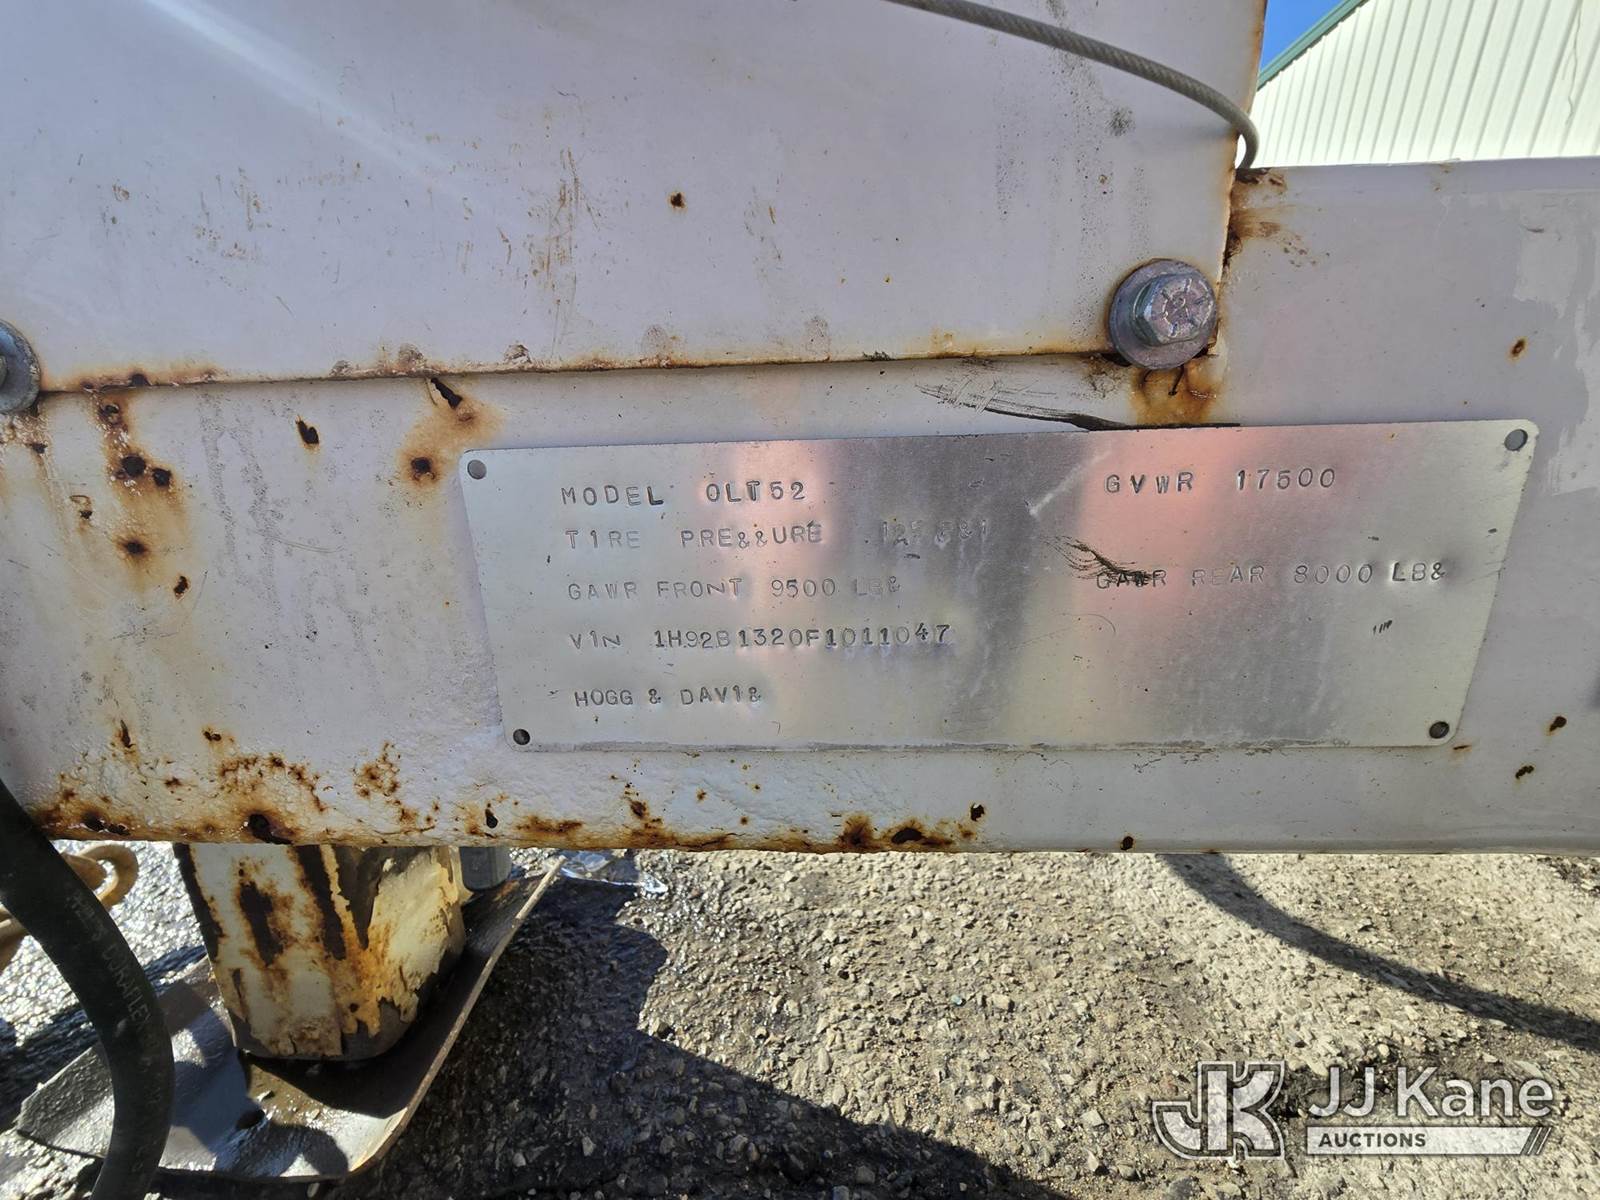 MODEL OLT52 GVWR 17500
T1RE PRE&&URE
GAWR FRONT 9500 LB& GAWR REAR 8000 LB&
V1N 1H92B1320F1011047
HOGG & DAV1&
JK JJ Kane
AUCTIONS